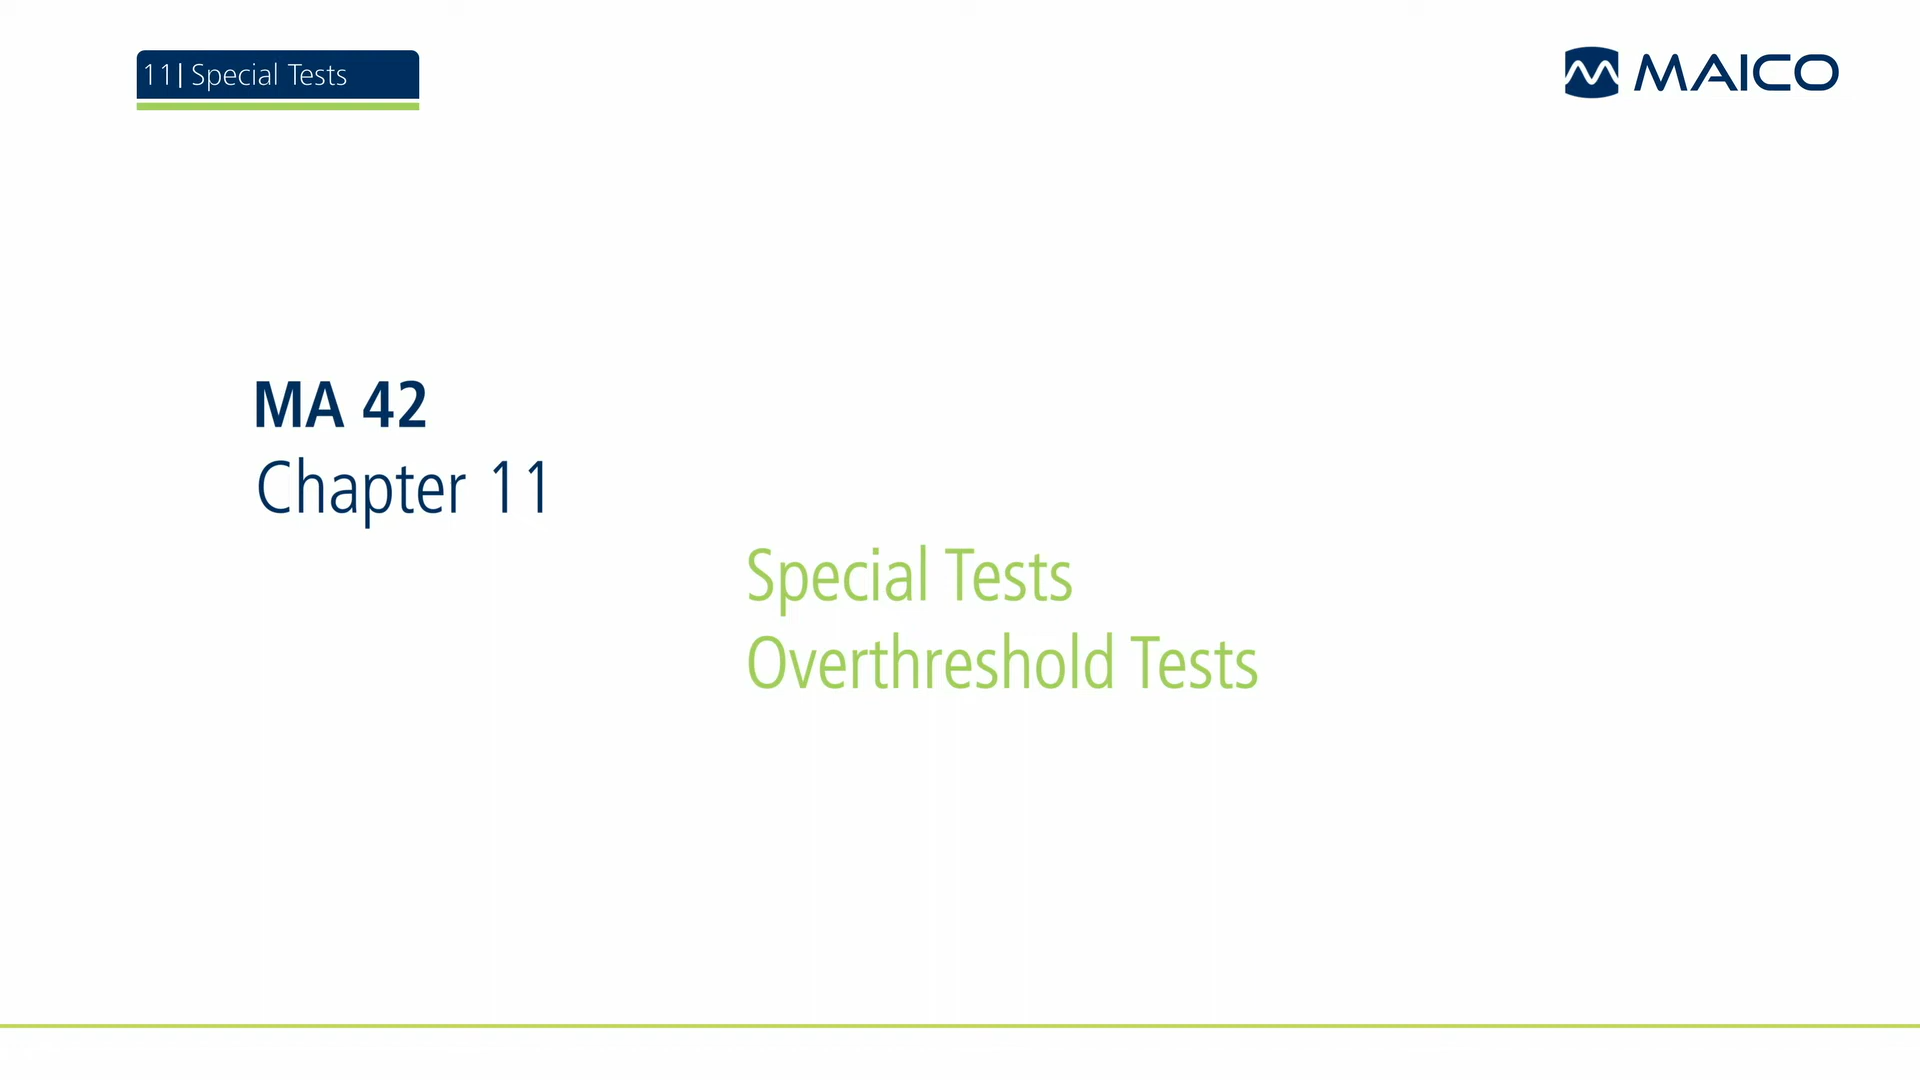 11| Special Tests
MAICO
MA 42
Chapter 11
Special Tests
Overthreshold Tests